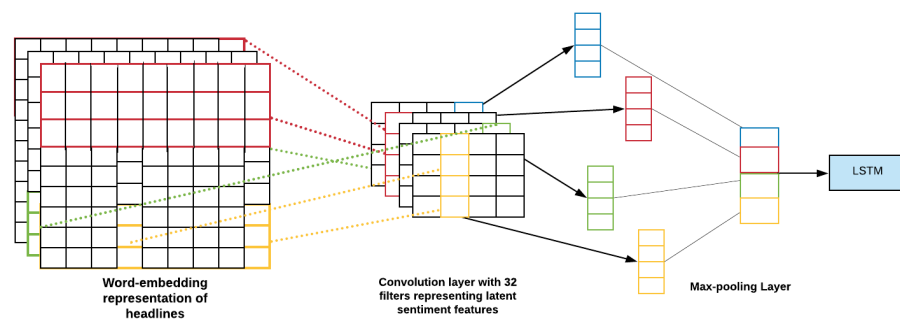 LSTM
Word-embedding
representation of
headlines
Convolution layer with 32
filters representing latent
sentiment features
Max-pooling Layer